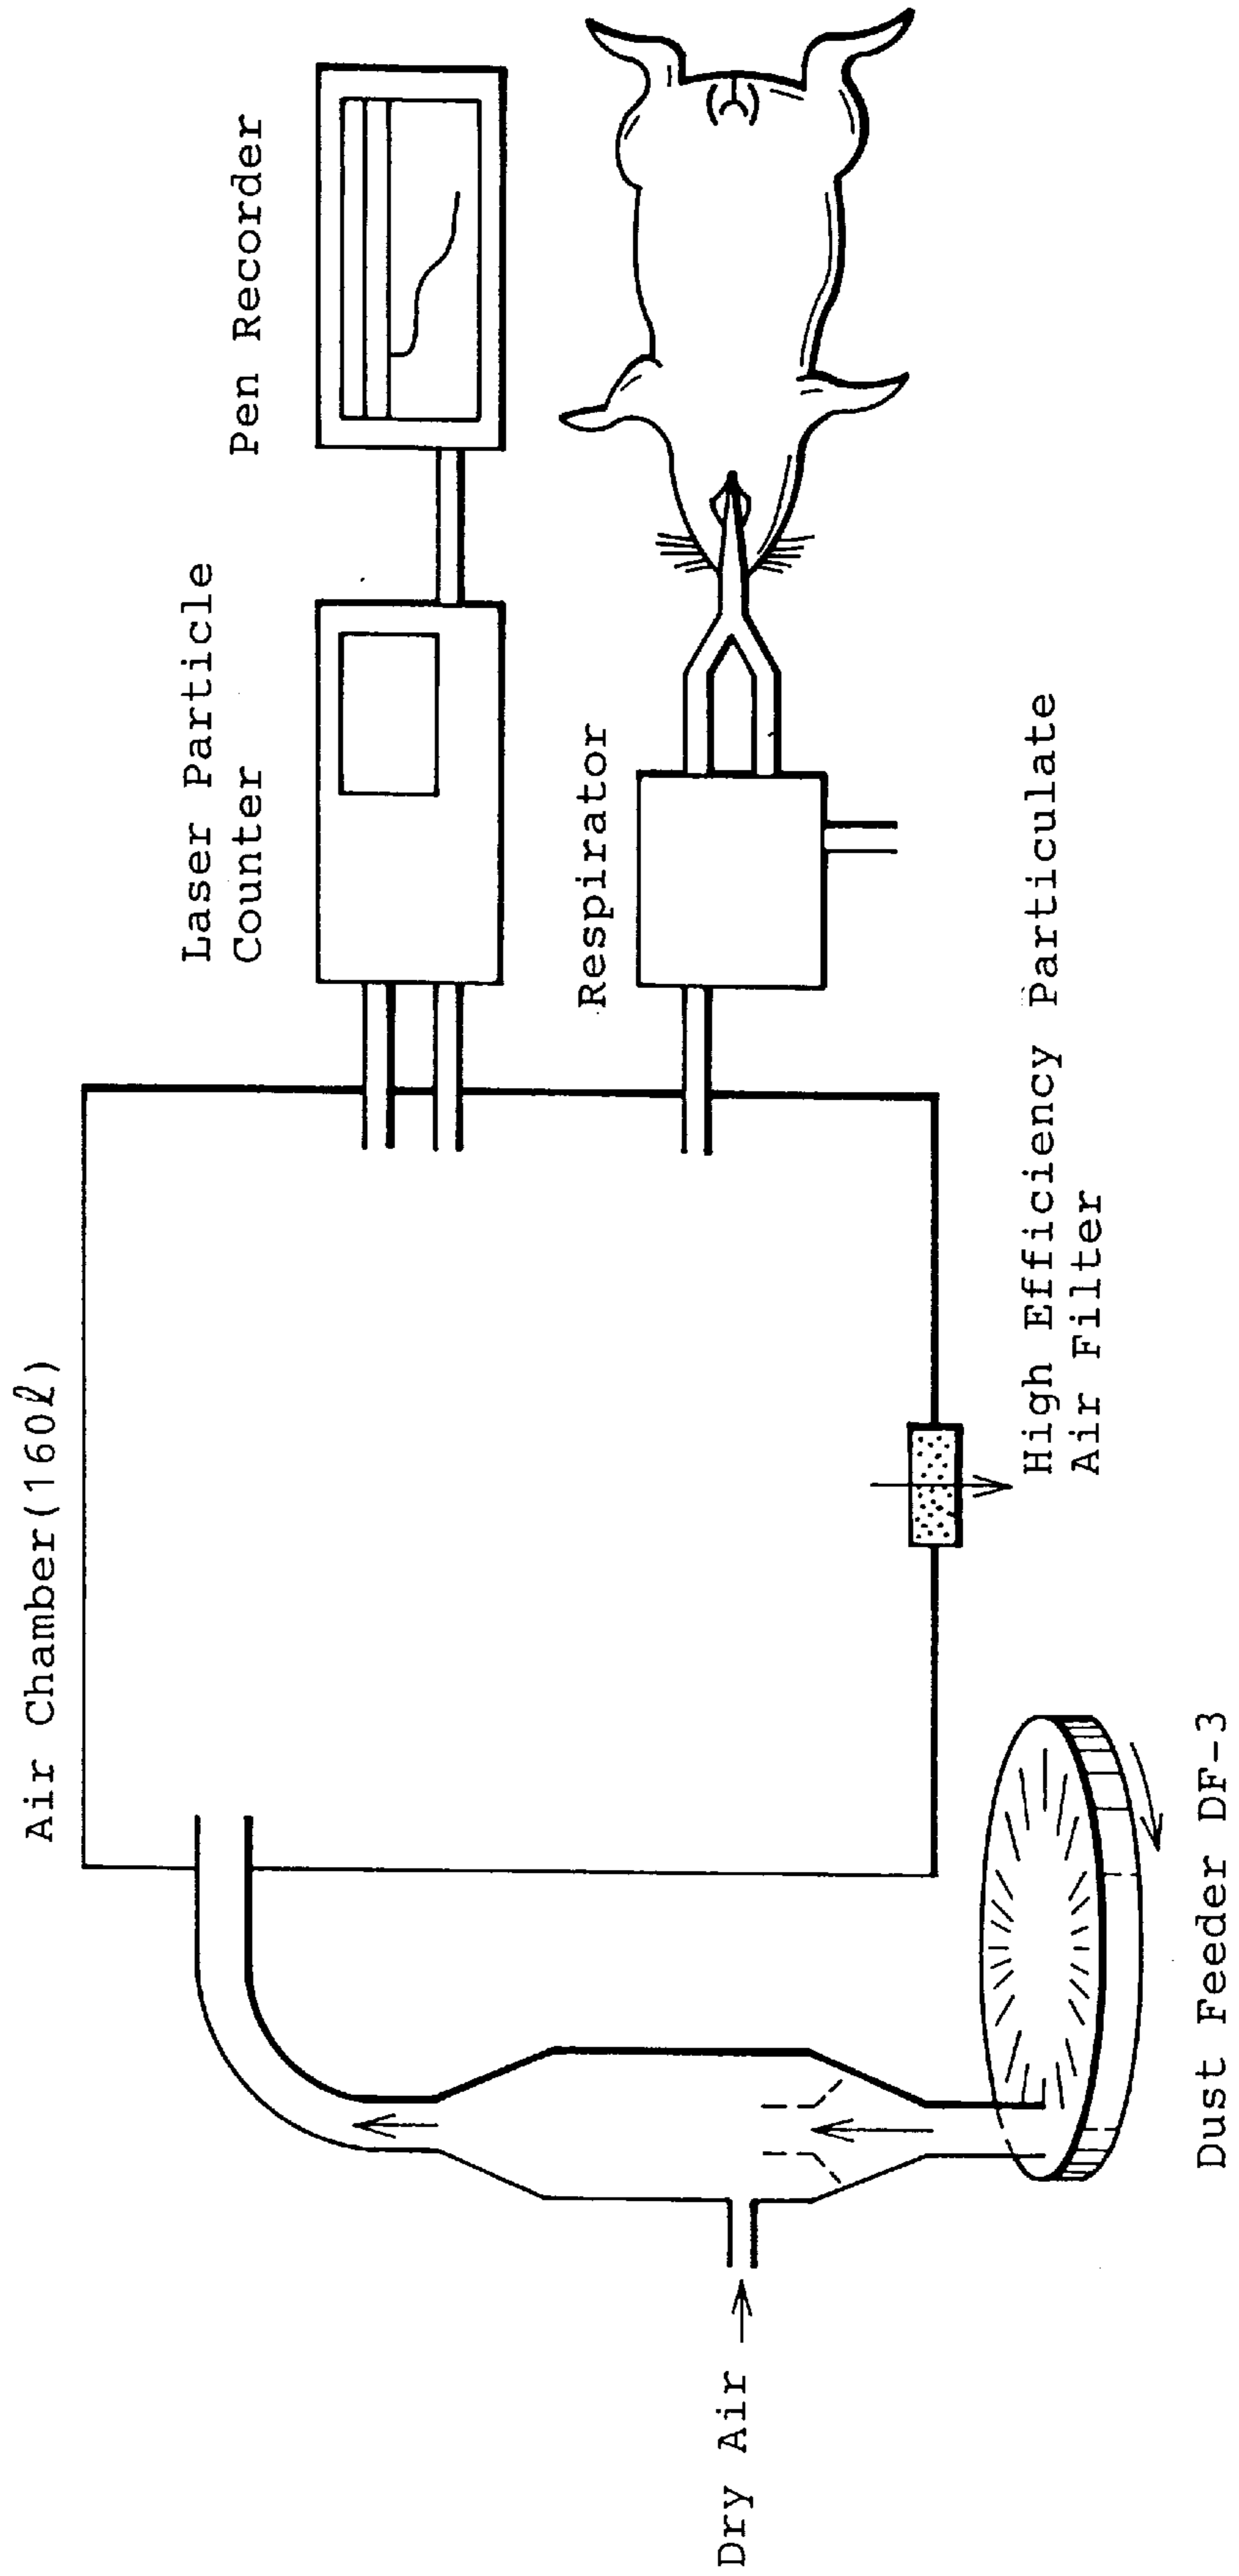 Air Chamber(160ℓ)
Laser Particle
Counter
Pen Recorder
Respirator
Dry Air
High Efficiency Particulate
Air Filter
Dust Feeder DF-3